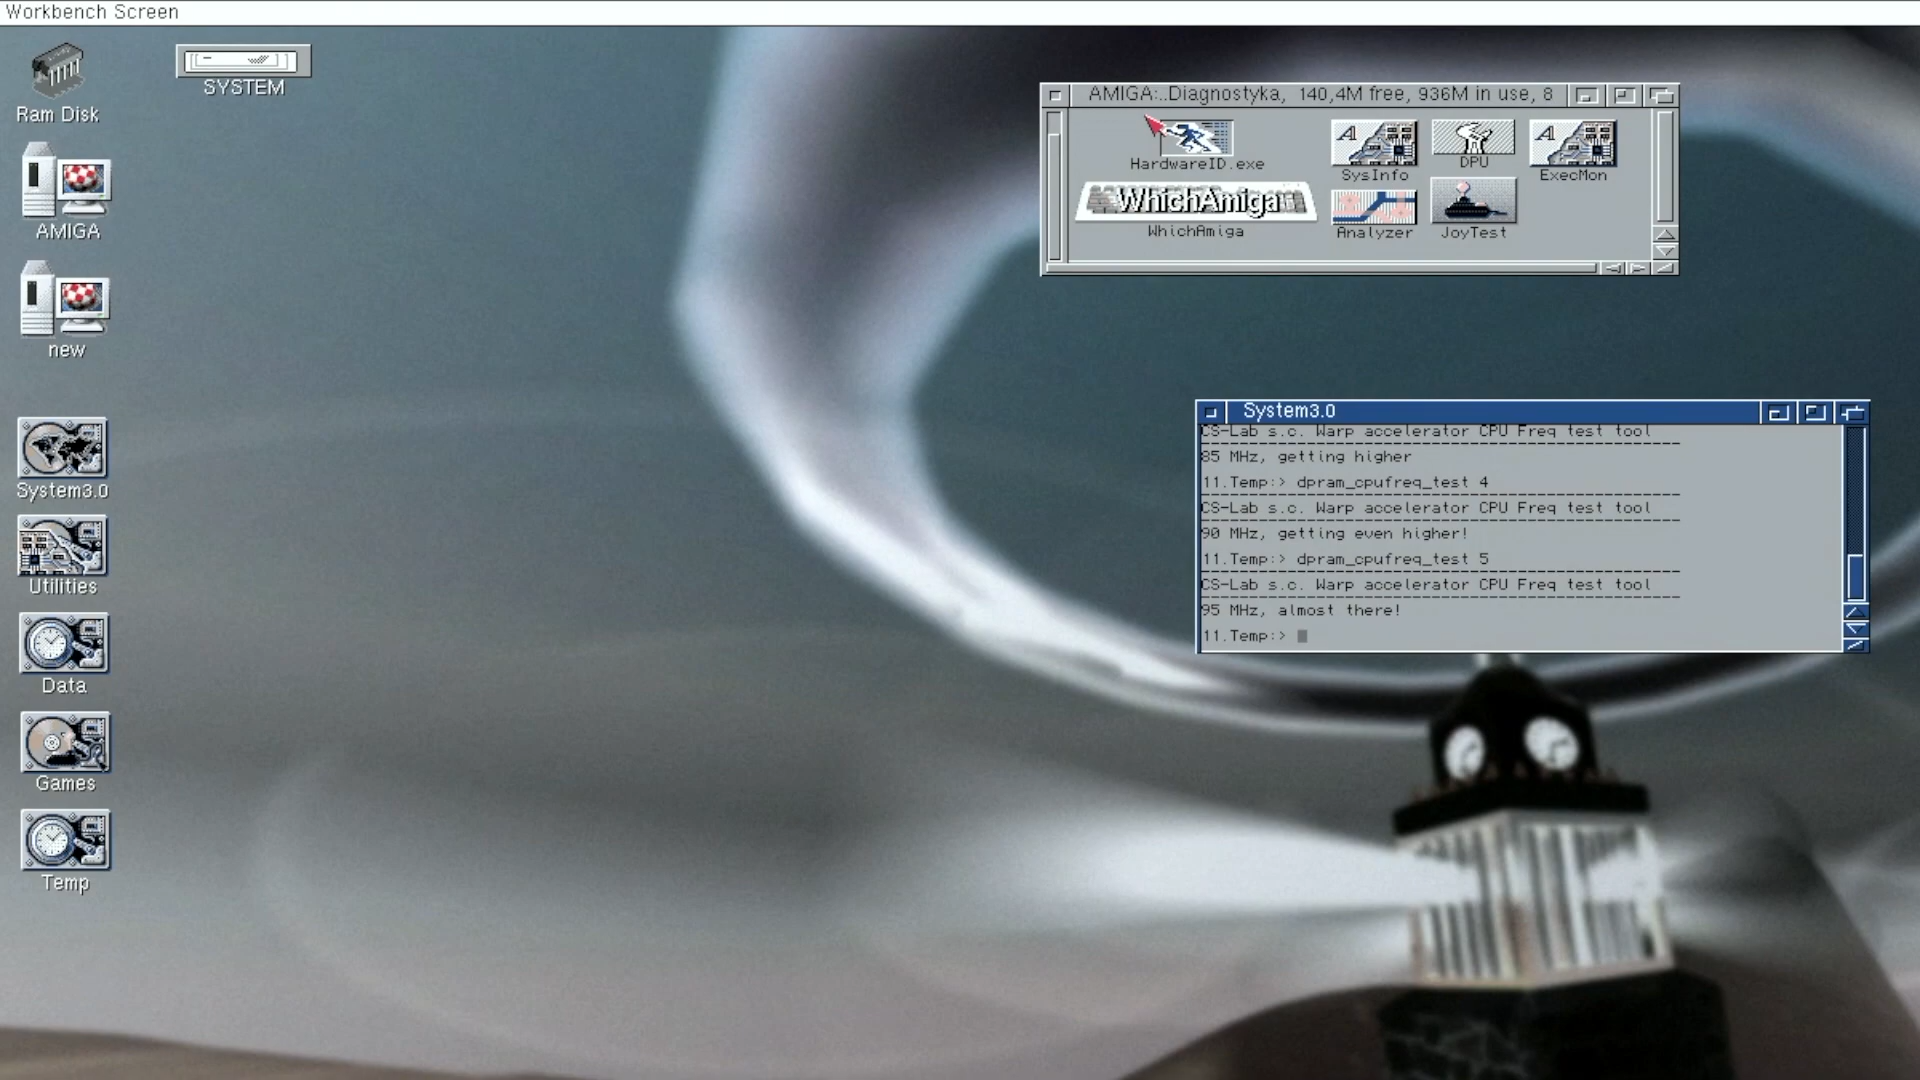 Workbench Screen
Ram Disk
SYSTEM
AMIGA
new
System3.0
Utilities
Data
Games
Temp
AMIGA:..Diagnostyka, 140,4M free, 936M in use, 8
HardwareID.exe
SysInfo
DPU
ExecMon
WhichAmiga
WhichAmiga
Analyzer
JoyTest
System3.0
CS-Lab s.c. Warp accelerator CPU Freq test tool
85 MHz, getting higher
11.Temp:> dpram_cpufreq_test 4
CS-Lab s.c. Warp accelerator CPU Freq test tool
90 MHz, getting even higher!
11.Temp:> dpram_cpufreq_test 5
CS-Lab s.c. Warp accelerator CPU Freq test tool
95 MHz, almost there!
11.Temp:>